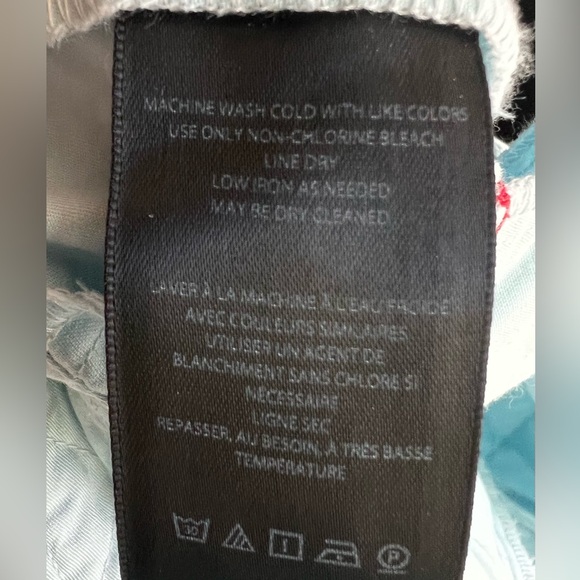 MACHINE WASH COLD WITH LIKE COLORS
USE ONLY NON-CHLORINE BLEACH
LINE DRY
LOW IRON AS NEEDED
MAY BE DRY CLEANED
LAVER À LA MACHINE À L'EAU FROIDE
AVEC COULEURS SIMILAIRES
UTILISER UN AGENT DE
BLANCHIMENT SANS CHLORE SI
NÉCESSAIRE
LIGNE SEC
REPASSER, AU BESOIN, À TRÈS BASSE
TEMPÉRATURE
30 P